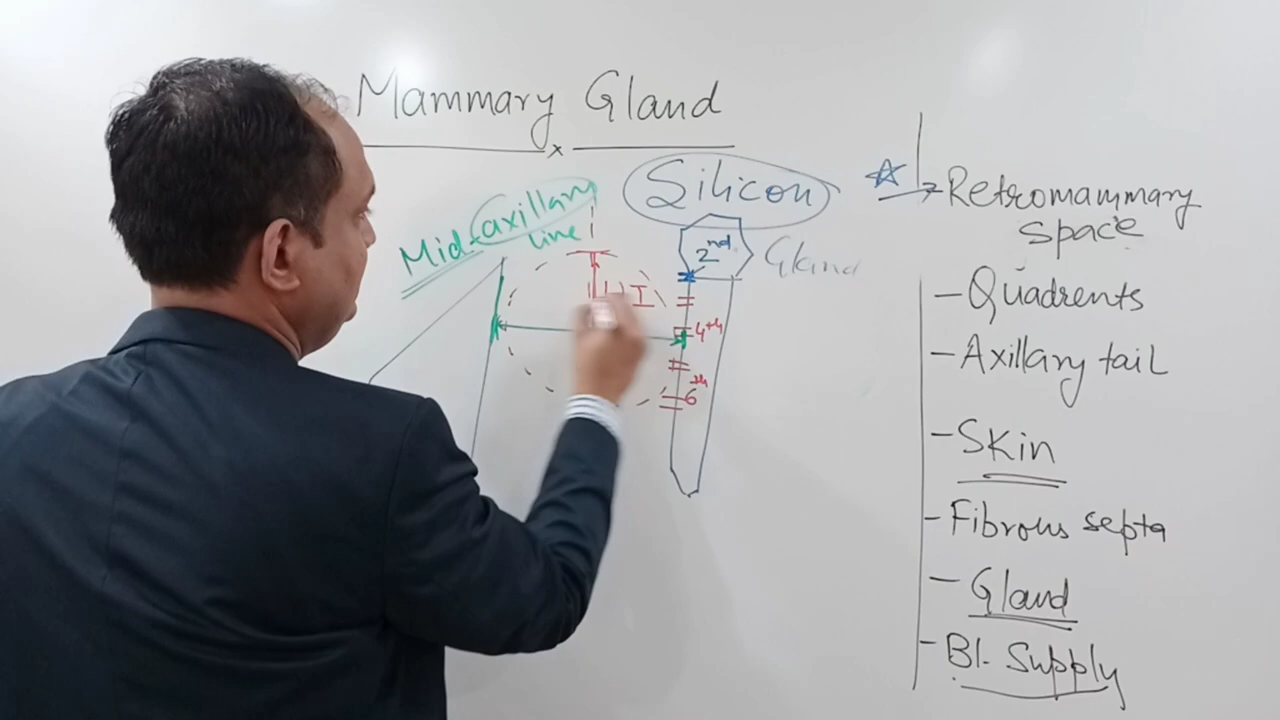 Mammary Gland
x
Silicon
Mid-axillary
line
2nd
Gland
4th
6th
Retromammary
space
- Quadrents
- Axillary tail
- Skin
- Fibrous septa
- Gland
- Bl. Supply